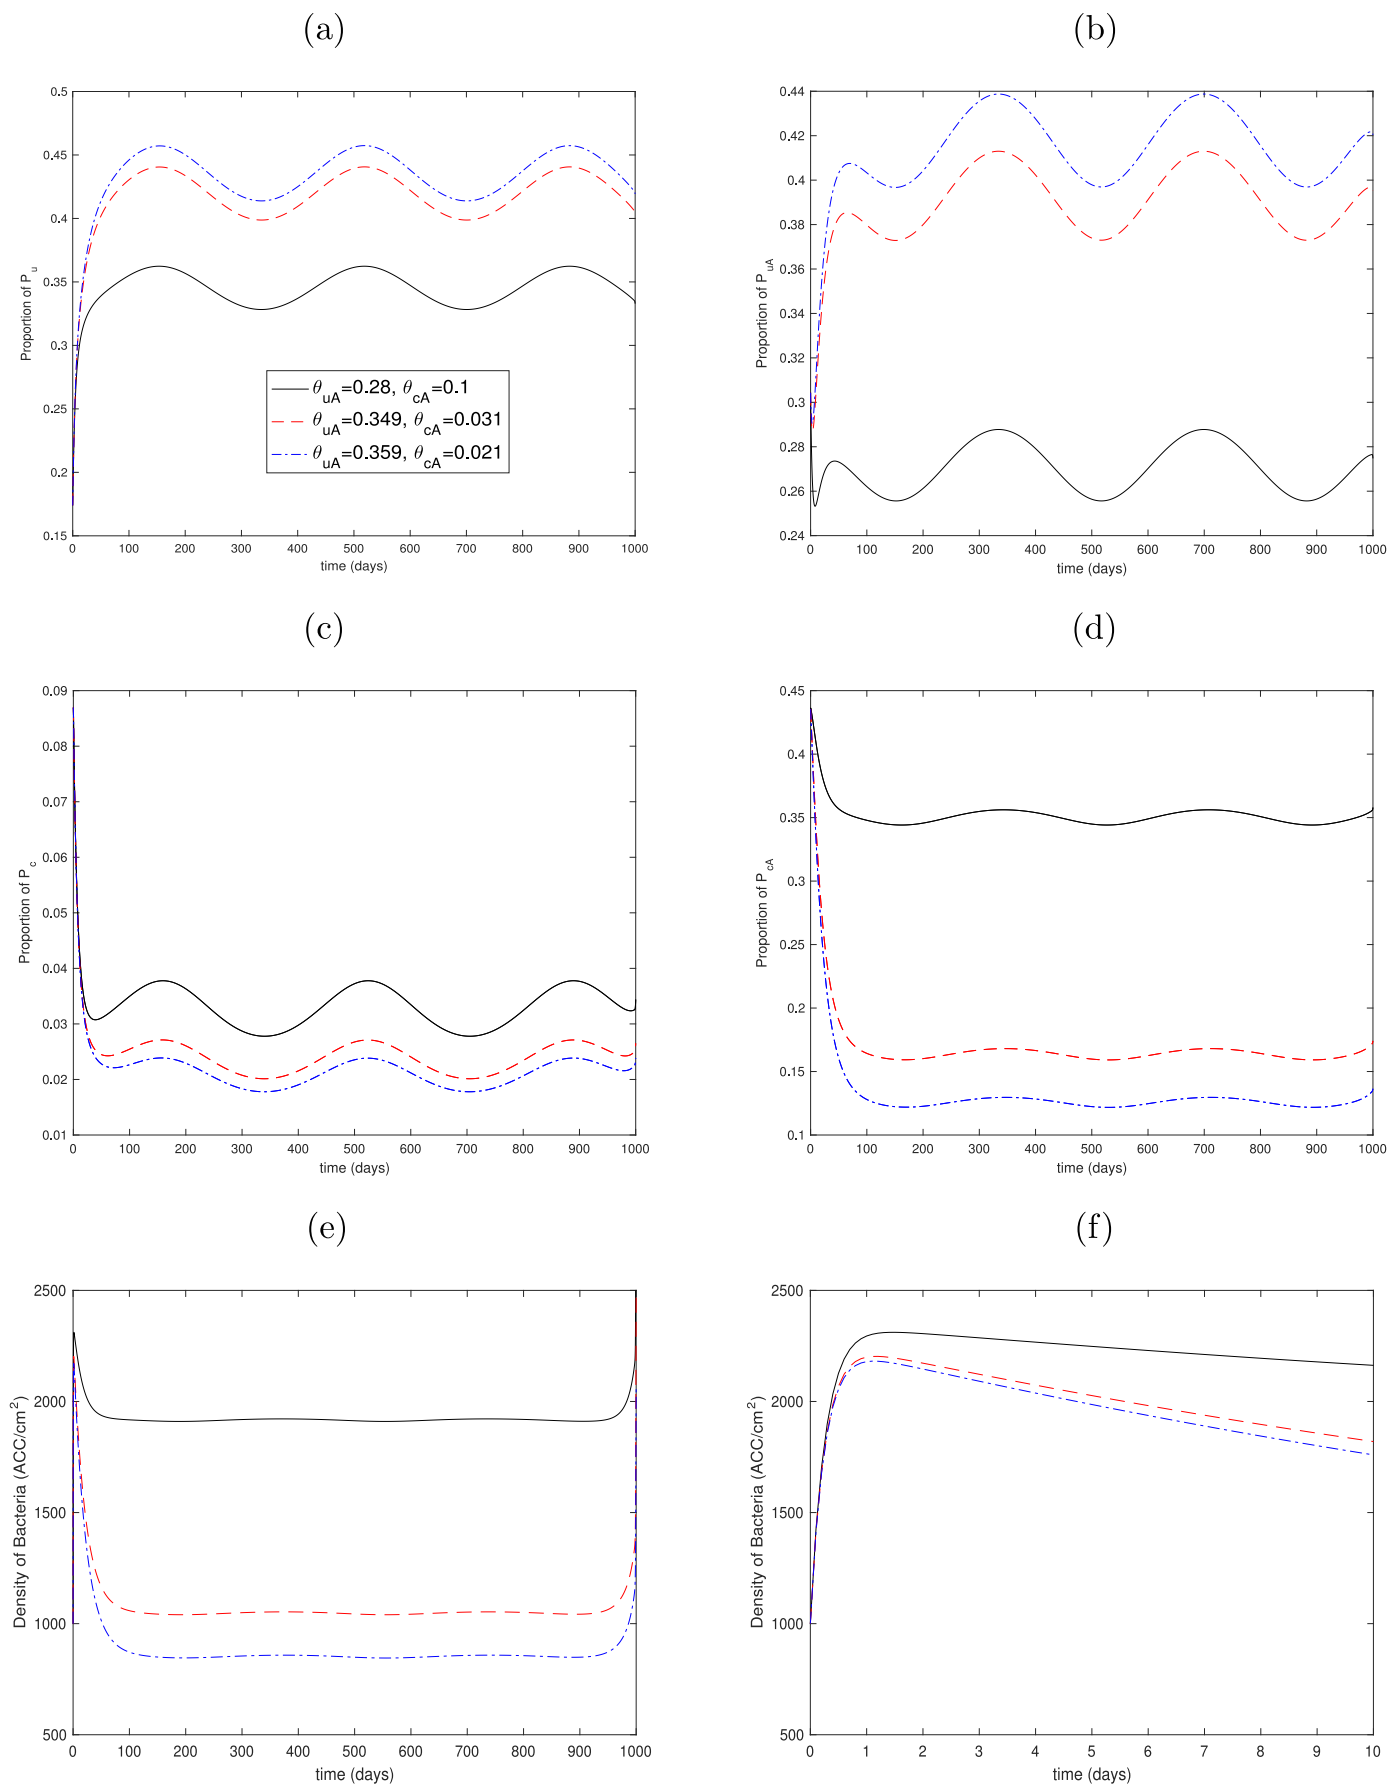 (a)
0.5
0.45
0.4
0.35
0.3
0.25
0.2
0.15
Proportion of P_u
θ_uA=0.28, θ_cA=0.1
θ_uA=0.349, θ_cA=0.031
θ_uA=0.359, θ_cA=0.021
0 100 200 300 400 500 600 700 800 900 1000
time (days)
(b)
0.44
0.42
0.4
0.38
0.36
0.34
0.32
0.3
0.28
0.26
0.24
Proportion of P_uA
0 100 200 300 400 500 600 700 800 900 1000
time (days)
(c)
0.09
0.08
0.07
0.06
0.05
0.04
0.03
0.02
0.01
Proportion of P_c
0 100 200 300 400 500 600 700 800 900 1000
time (days)
(d)
0.45
0.4
0.35
0.3
0.25
0.2
0.15
0.1
Proportion of P_cA
0 100 200 300 400 500 600 700 800 900 1000
time (days)
(e)
2500
2000
1500
1000
500
Density of Bacteria (ACC/cm²)
0 100 200 300 400 500 600 700 800 900 1000
time (days)
(f)
2500
2000
1500
1000
500
Density of Bacteria (ACC/cm²)
0 1 2 3 4 5 6 7 8 9 10
time (days)